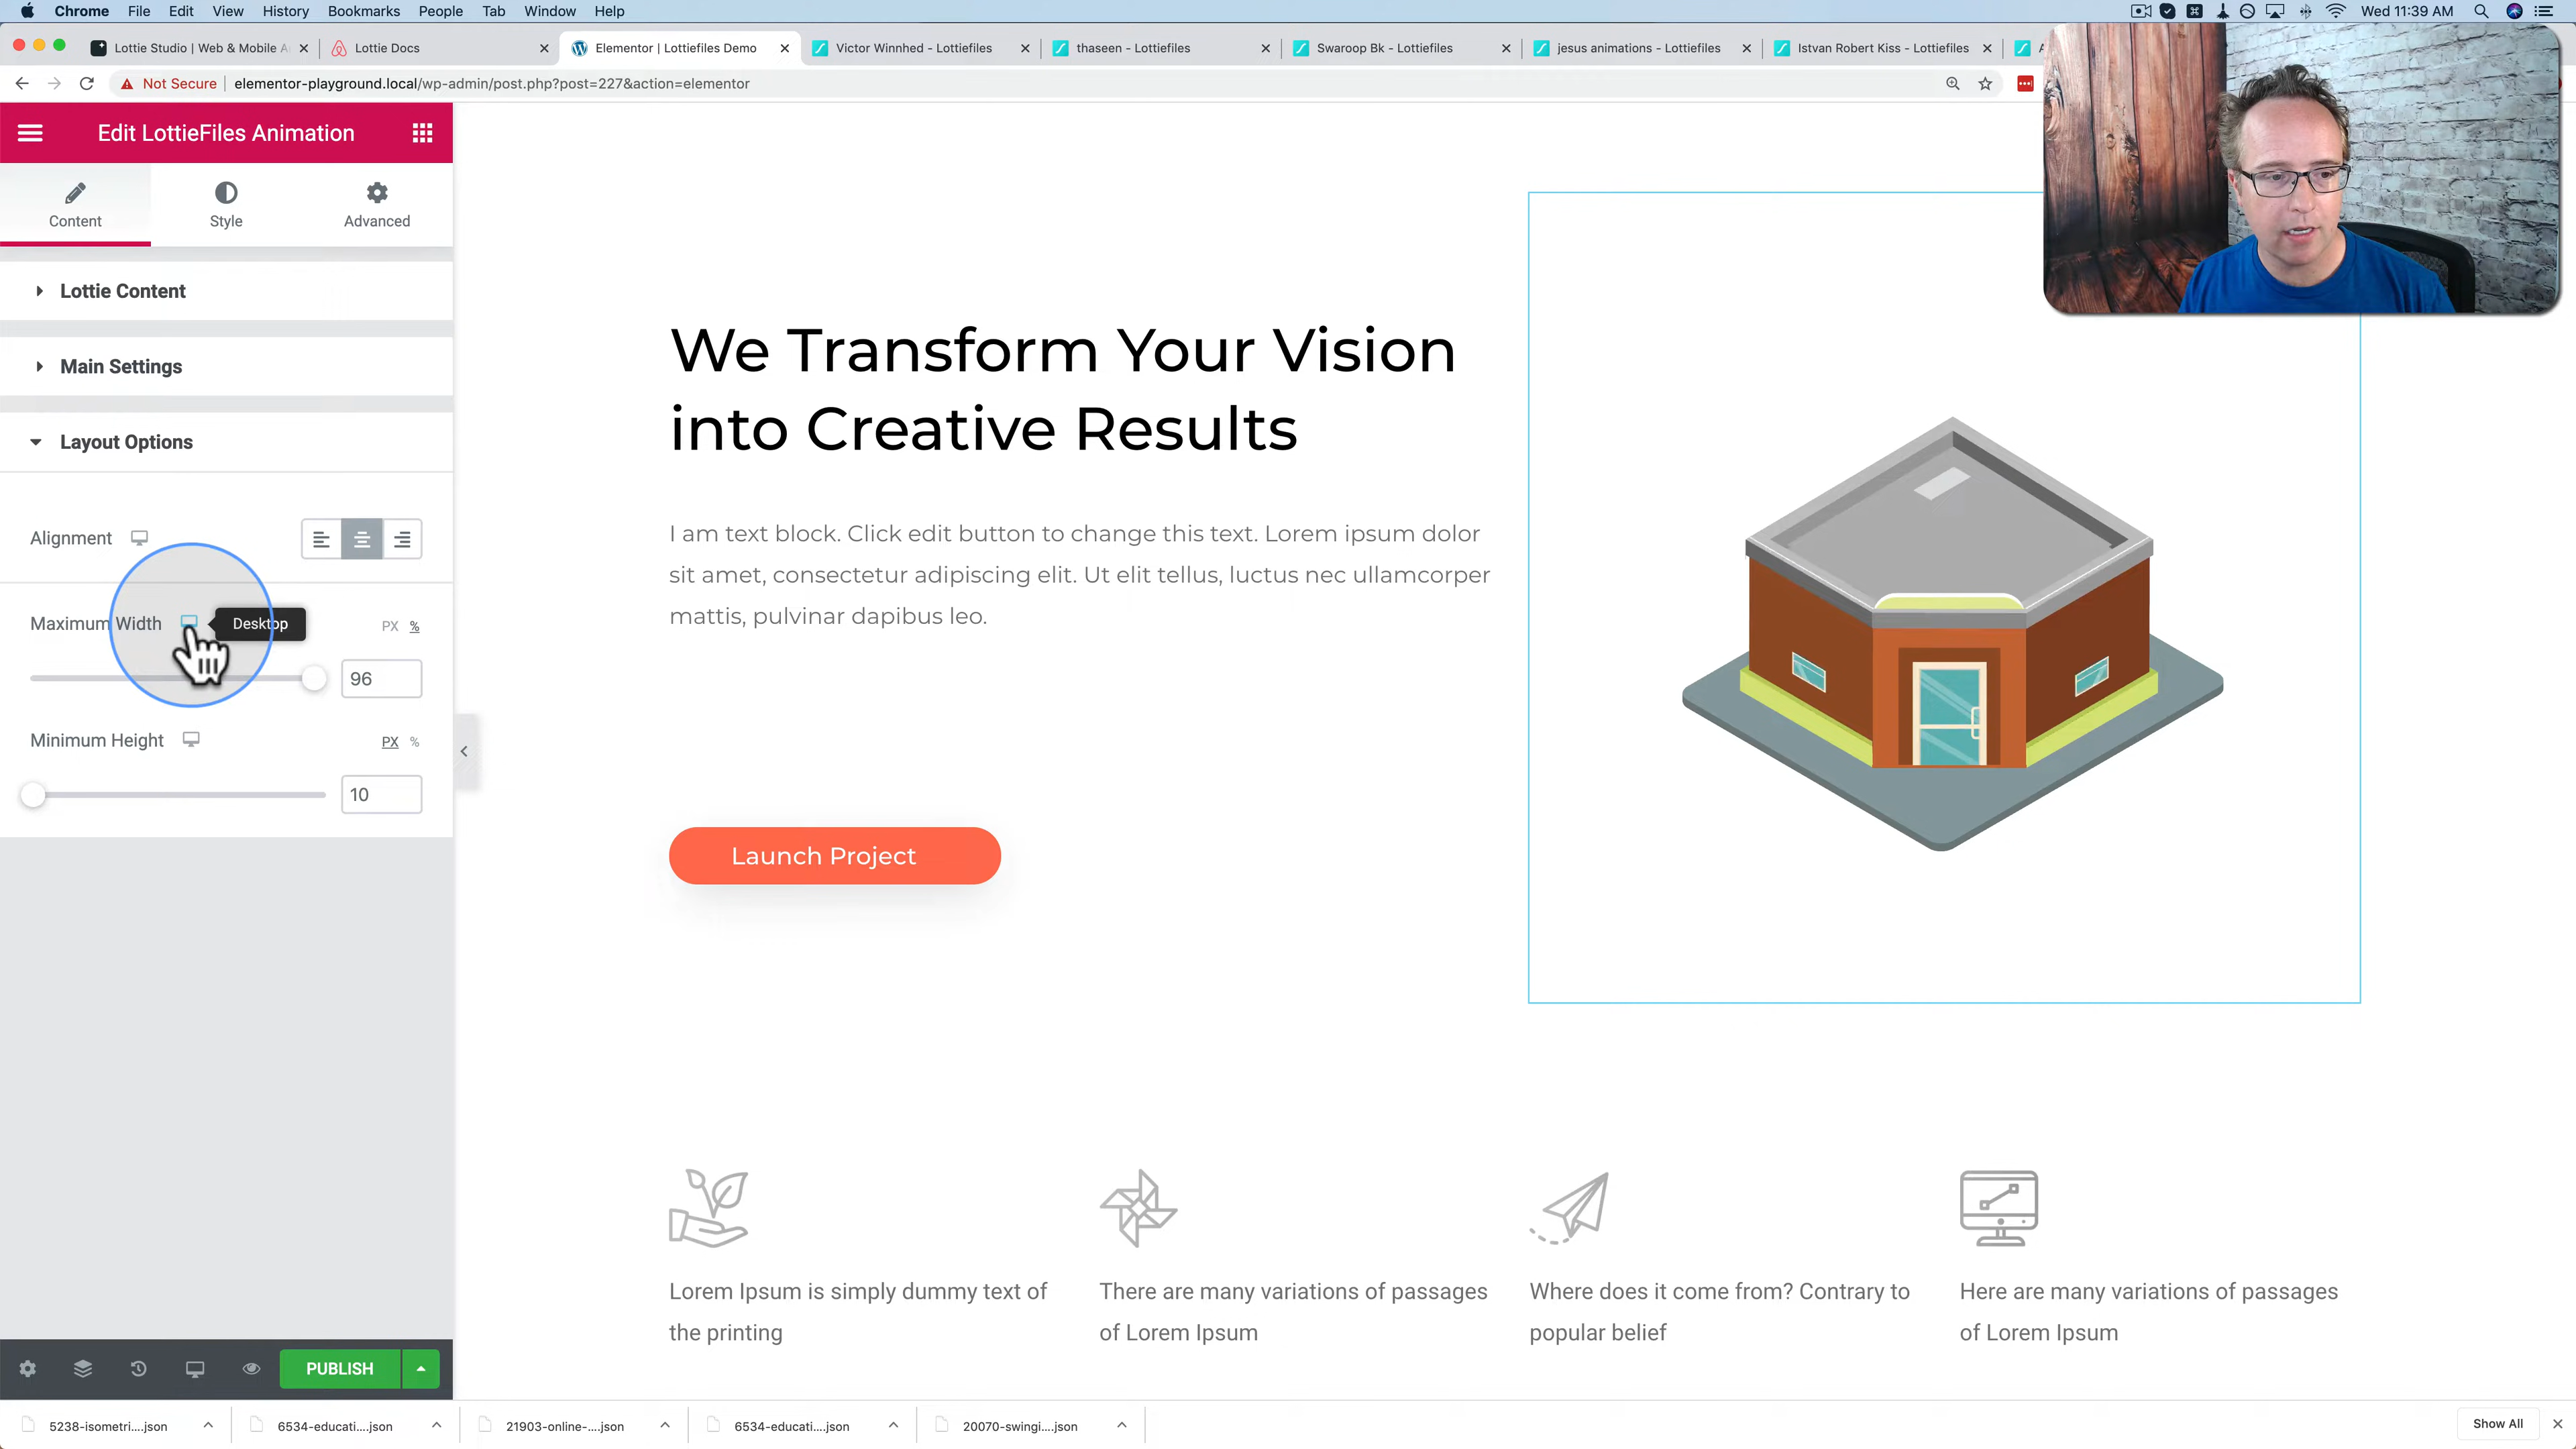 Chrome File Edit View History Bookmarks People Tab Window Help Wed 11:39 AM
Lottie Studio | Web & Mobile A
Lottie Docs
Elementor | Lottiefiles Demo
Victor Winnhed - Lottiefiles
thaseen - Lottiefiles
Swaroop Bk - Lottiefiles
jesus animations - Lottiefiles
Istvan Robert Kiss - Lottiefiles
Not Secure elementor-playground.local/wp-admin/post.php?post=227&action=elementor
Edit LottieFiles Animation
Content Style Advanced
Lottie Content
Main Settings
Layout Options
Alignment
Maximum Width Desktop PX %
96
Minimum Height PX %
10
PUBLISH
We Transform Your Vision
into Creative Results
I am text block. Click edit button to change this text. Lorem ipsum dolor
sit amet, consectetur adipiscing elit. Ut elit tellus, luctus nec ullamcorper
mattis, pulvinar dapibus leo.
Launch Project
Lorem Ipsum is simply dummy text of
the printing
There are many variations of passages
of Lorem Ipsum
Where does it come from? Contrary to
popular belief
Here are many variations of passages
of Lorem Ipsum
5238-isometri....json
6534-educati....json
21903-online-....json
6534-educati....json
20070-swingi....json
Show All